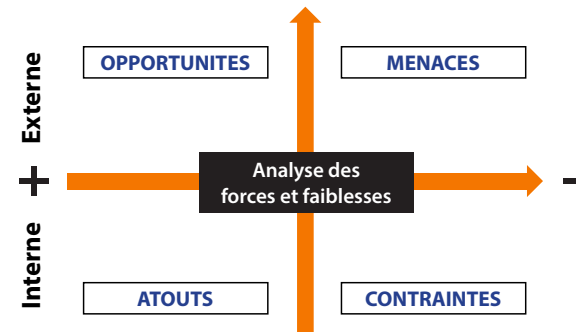 Externe
OPPORTUNITES
MENACES
+
Analyse des
forces et faiblesses
-
Interne
ATOUTS
CONTRAINTES